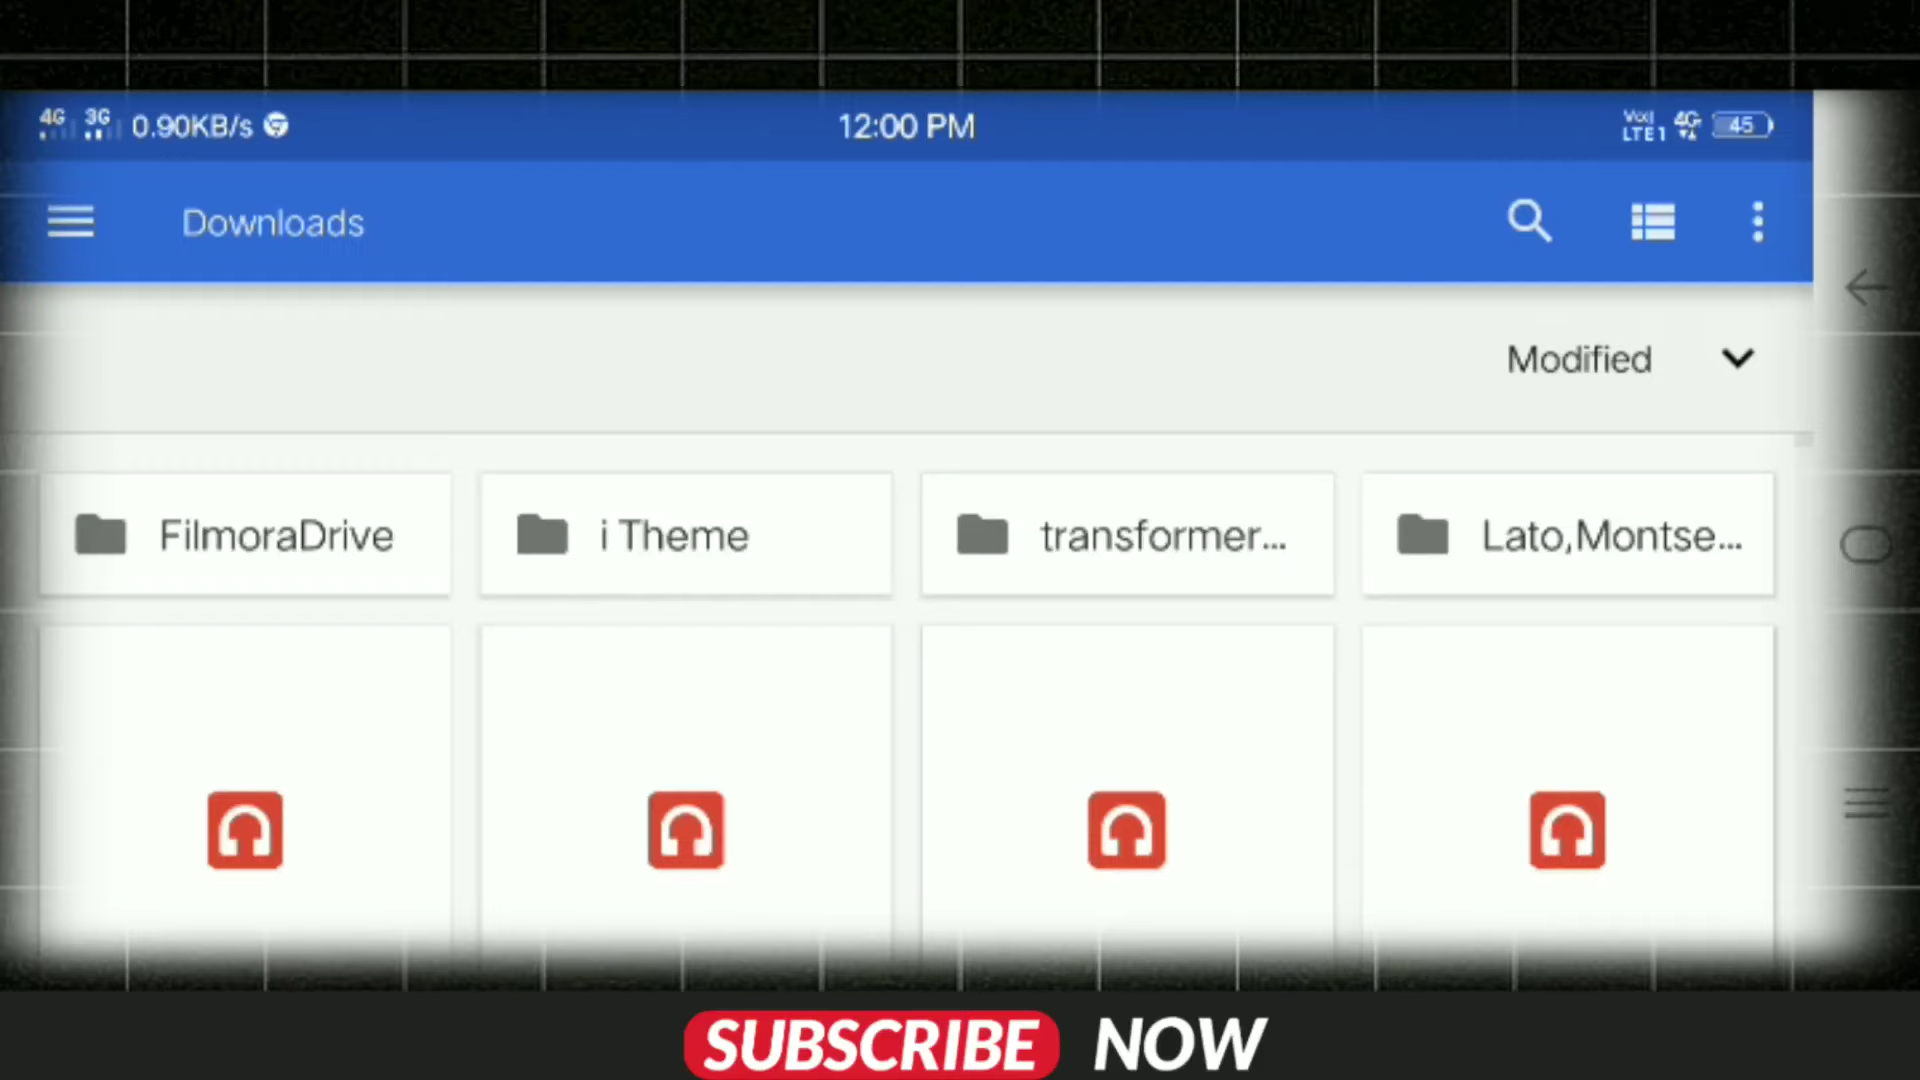 4G 3G 0.90KB/s 12:00 PM VoI LTE1 4G 45
Downloads
Modified
FilmoraDrive i Theme transformer... Lato,Montse...
SUBSCRIBE NOW